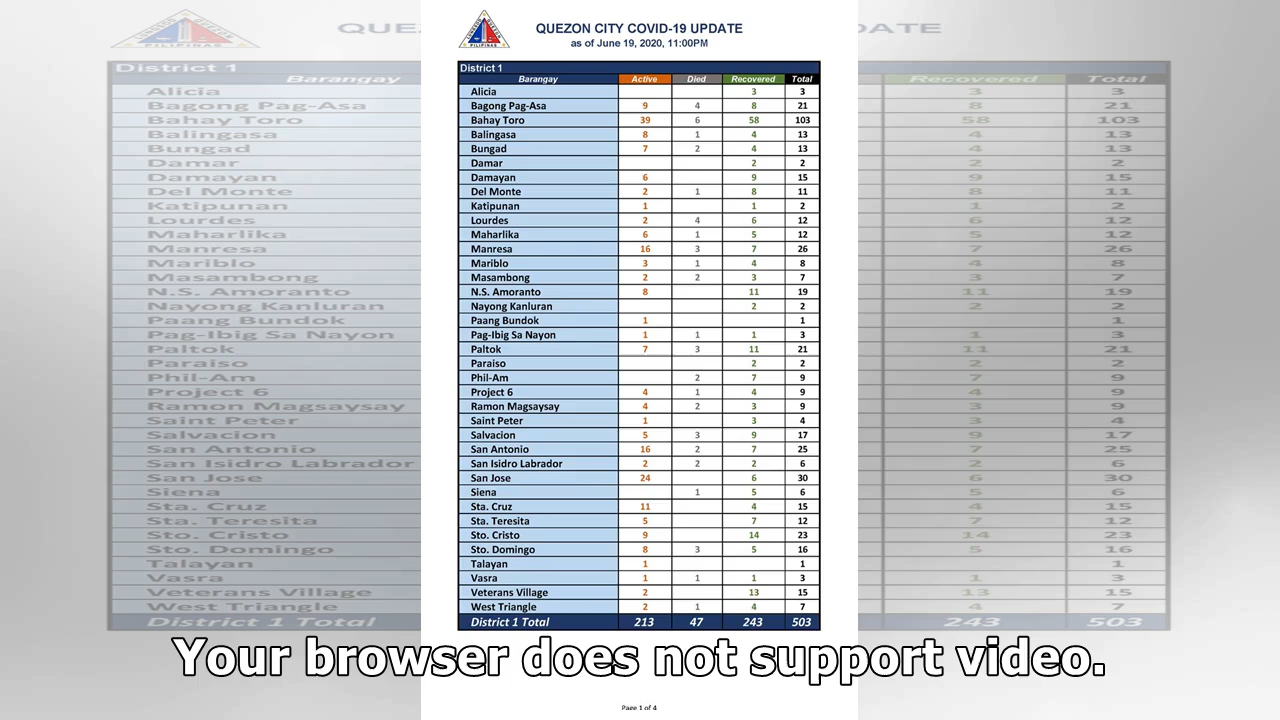 QUEZON CITY COVID-19 UPDATE
as of June 19, 2020, 11:00PM
District 1
Barangay Active Died Recovered Total
Alicia 3 3
Bagong Pag-Asa 9 4 8 21
Bahay Toro 39 6 58 103
Balingasa 8 1 4 13
Bungad 7 2 4 13
Damar 2 2
Damayan 6 9 15
Del Monte 2 1 8 11
Katipunan 1 1 2
Lourdes 2 4 6 12
Maharlika 6 1 5 12
Manresa 16 3 7 26
Mariblo 3 1 4 8
Masambong 2 2 3 7
N.S. Amoranto 8 11 19
Nayong Kanluran 2 2
Paang Bundok 1 1
Pag-Ibig Sa Nayon 1 1 1 3
Paltok 7 3 11 21
Paraiso 2 2
Phil-Am 2 7 9
Project 6 4 1 4 9
Ramon Magsaysay 4 2 3 9
Saint Peter 1 3 4
Salvacion 5 3 9 17
San Antonio 16 2 7 25
San Isidro Labrador 2 2 2 6
San Jose 24 6 30
Siena 1 5 6
Sta. Cruz 11 4 15
Sta. Teresita 5 7 12
Sto. Cristo 9 14 23
Sto. Domingo 8 3 5 16
Talayan 1 1
Vasra 1 1 1 3
Veterans Village 2 13 15
West Triangle 2 1 4 7
District 1 Total 213 47 243 503
Your browser does not support video.
Page 1 of 4